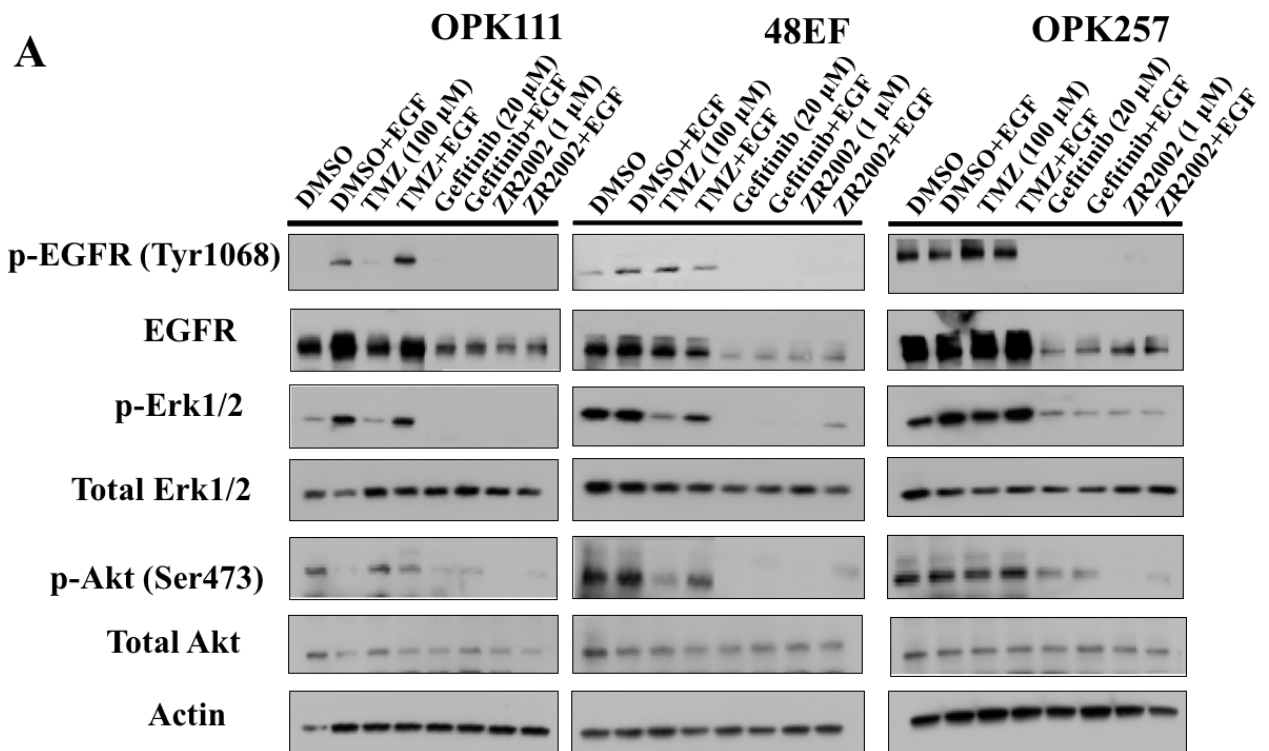 A
OPK111
48EF
OPK257
DMSO
DMSO+EGF
TMZ (100 μM)
TMZ+EGF
Gefitinib (20 μM)
Gefitinib+EGF
ZR2002 (1 μM)
ZR2002+EGF
DMSO
DMSO+EGF
TMZ (100 μM)
TMZ+EGF
Gefitinib (20 μM)
Gefitinib+EGF
ZR2002 (1 μM)
ZR2002+EGF
DMSO
DMSO+EGF
TMZ (100 μM)
TMZ+EGF
Gefitinib (20 μM)
Gefitinib+EGF
ZR2002 (1 μM)
ZR2002+EGF
p-EGFR (Tyr1068)
EGFR
p-Erk1/2
Total Erk1/2
p-Akt (Ser473)
Total Akt
Actin